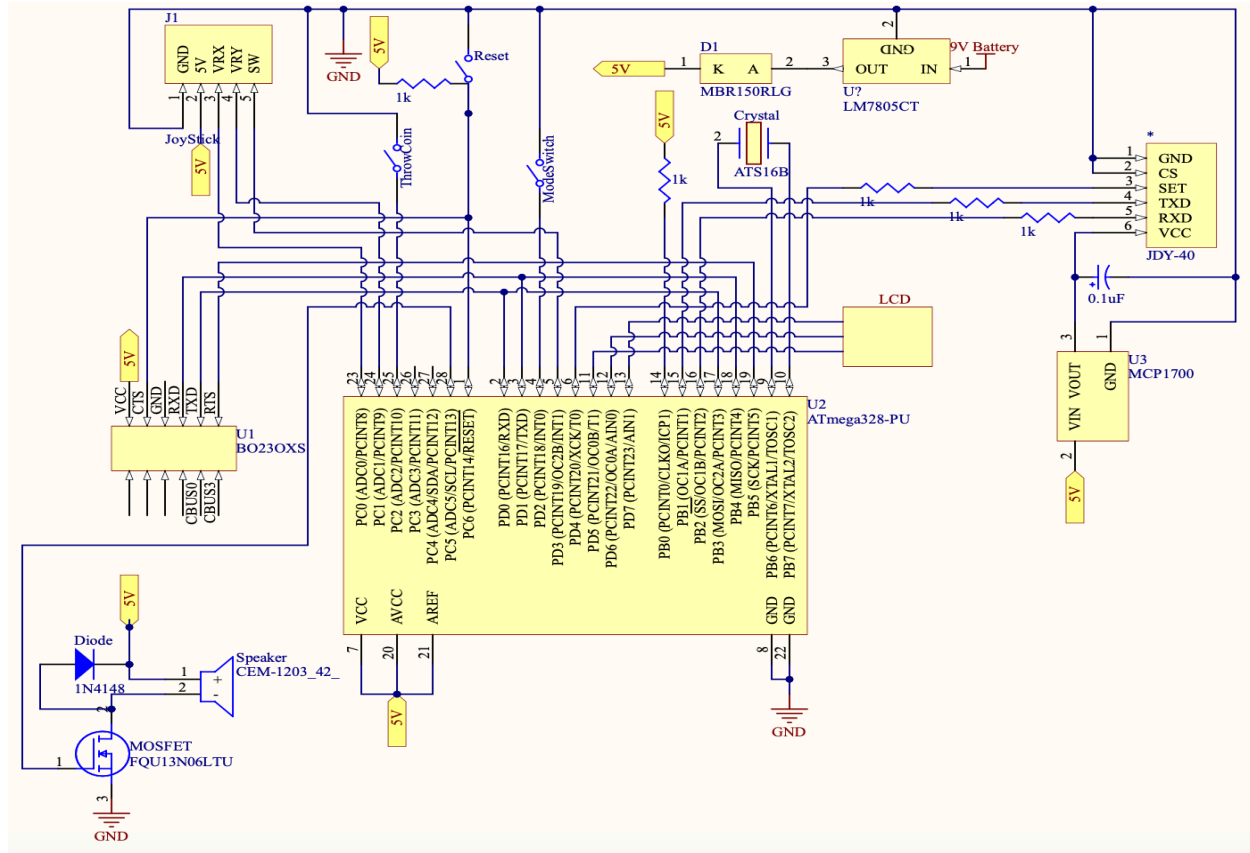 J1
GND
5V
VRX
VRY
SW
1
2
3
4
5
JoyStick
5V
GND
5V
1k
Reset
ThrowCoin
ModeSwitch
5V
1
D1
K A
MBR150RLG
2
3
2
GND
OUT IN
U?
LM7805CT
1
9V Battery
5V
1k
Crystal
2
ATS16B
*
1 GND
2 CS
3 SET
4 TXD
5 RXD
6 VCC
JDY-40
1k
1k
1k
0.1uF
+
LCD
3
1
VIN VOUT
GND
U3
MCP1700
2
5V
5V
VCC
CTS
GND
RXD
TXD
RTS
U1
BO23OXS
CBUS0
CBUS3
U2
ATmega328-PU
23 PC0 (ADC0/PCINT8)
24 PC1 (ADC1/PCINT9)
25 PC2 (ADC2/PCINT10)
26 PC3 (ADC3/PCINT11)
27 PC4 (ADC4/SDA/PCINT12)
28 PC5 (ADC5/SCL/PCINT13)
1 PC6 (PCINT14/RESET)
2 PD0 (PCINT16/RXD)
3 PD1 (PCINT17/TXD)
4 PD2 (PCINT18/INT0)
5 PD3 (PCINT19/OC2B/INT1)
6 PD4 (PCINT20/XCK/T0)
11 PD5 (PCINT21/OC0B/T1)
12 PD6 (PCINT22/OC0A/AIN0)
13 PD7 (PCINT23/AIN1)
14 PB0 (PCINT0/CLKO/ICP1)
15 PB1 (OC1A/PCINT1)
16 PB2 (SS/OC1B/PCINT2)
17 PB3 (MOSI/OC2A/PCINT3)
18 PB4 (MISO/PCINT4)
19 PB5 (SCK/PCINT5)
9 PB6 (PCINT6/XTAL1/TOSC1)
10 PB7 (PCINT7/XTAL2/TOSC2)
VCC
AVCC
AREF
GND
GND
7
20
21
8
22
5V
GND
5V
Diode
1N4148
Speaker
CEM-1203_42_
1 +
2 -
2
MOSFET
FQU13N06LTU
1
3
GND